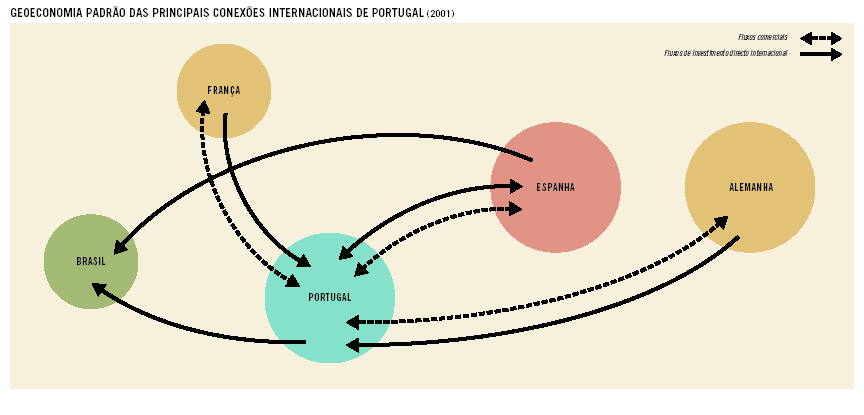 GEOECONOMIA PADRÃO DAS PRINCIPAIS CONEXÕES INTERNACIONAIS DE PORTUGAL (2001)
Fluxos comerciais
Fluxos de investimento directo internacional
FRANÇA
ESPANHA
ALEMANHA
BRASIL
PORTUGAL